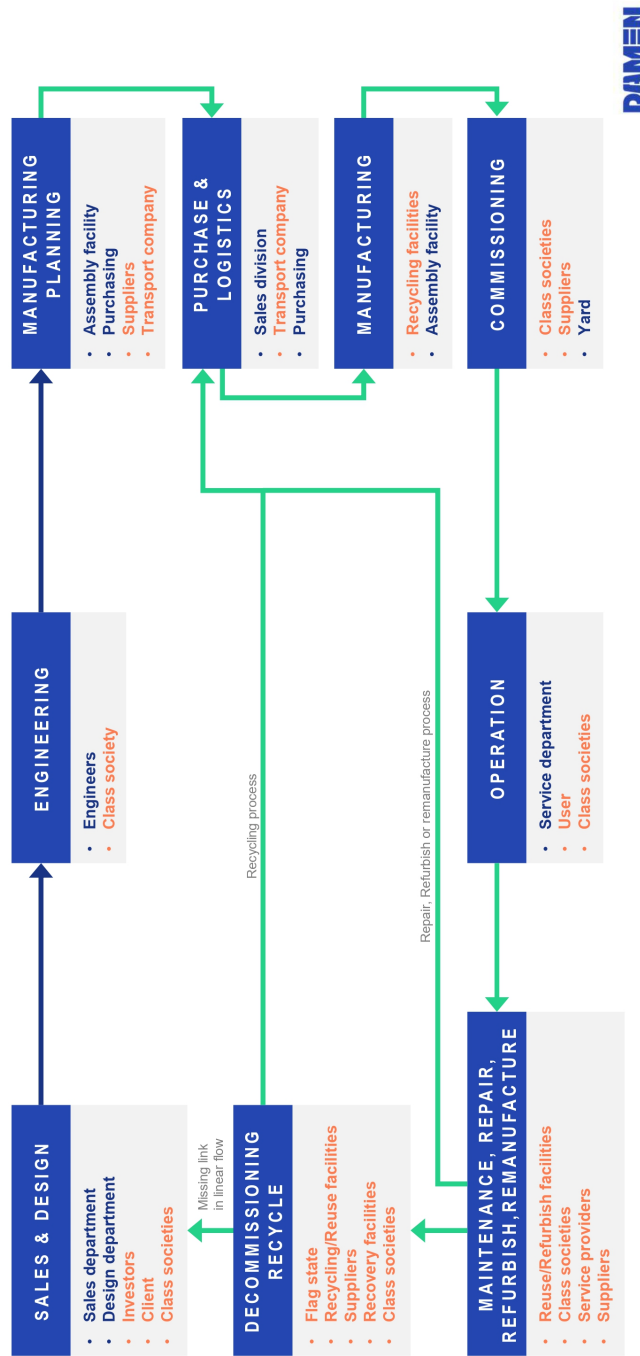 SALES & DESIGN
• Sales department
• Design department
• Investors
• Client
• Class societies
ENGINEERING
• Engineers
• Class society
MANUFACTURING
PLANNING
• Assembly facility
• Purchasing
• Suppliers
• Transport company
Missing link
in linear flow
DECOMMISSIONING
RECYCLE
• Flag state
• Recycling/Reuse facilities
• Suppliers
• Recovery facilities
• Class societies
Recycling process
PURCHASE &
LOGISTICS
• Sales division
• Transport company
• Purchasing
MANUFACTURING
• Recycling facilities
• Assembly facility
Repair, Refurbish or remanufacture process
MAINTENANCE, REPAIR,
REFURBISH,REMANUFACTURE
• Reuse/Refurbish facilities
• Class societies
• Service providers
• Suppliers
OPERATION
• Service department
• User
• Class societies
COMMISSIONING
• Class societies
• Suppliers
• Yard
DAMEN